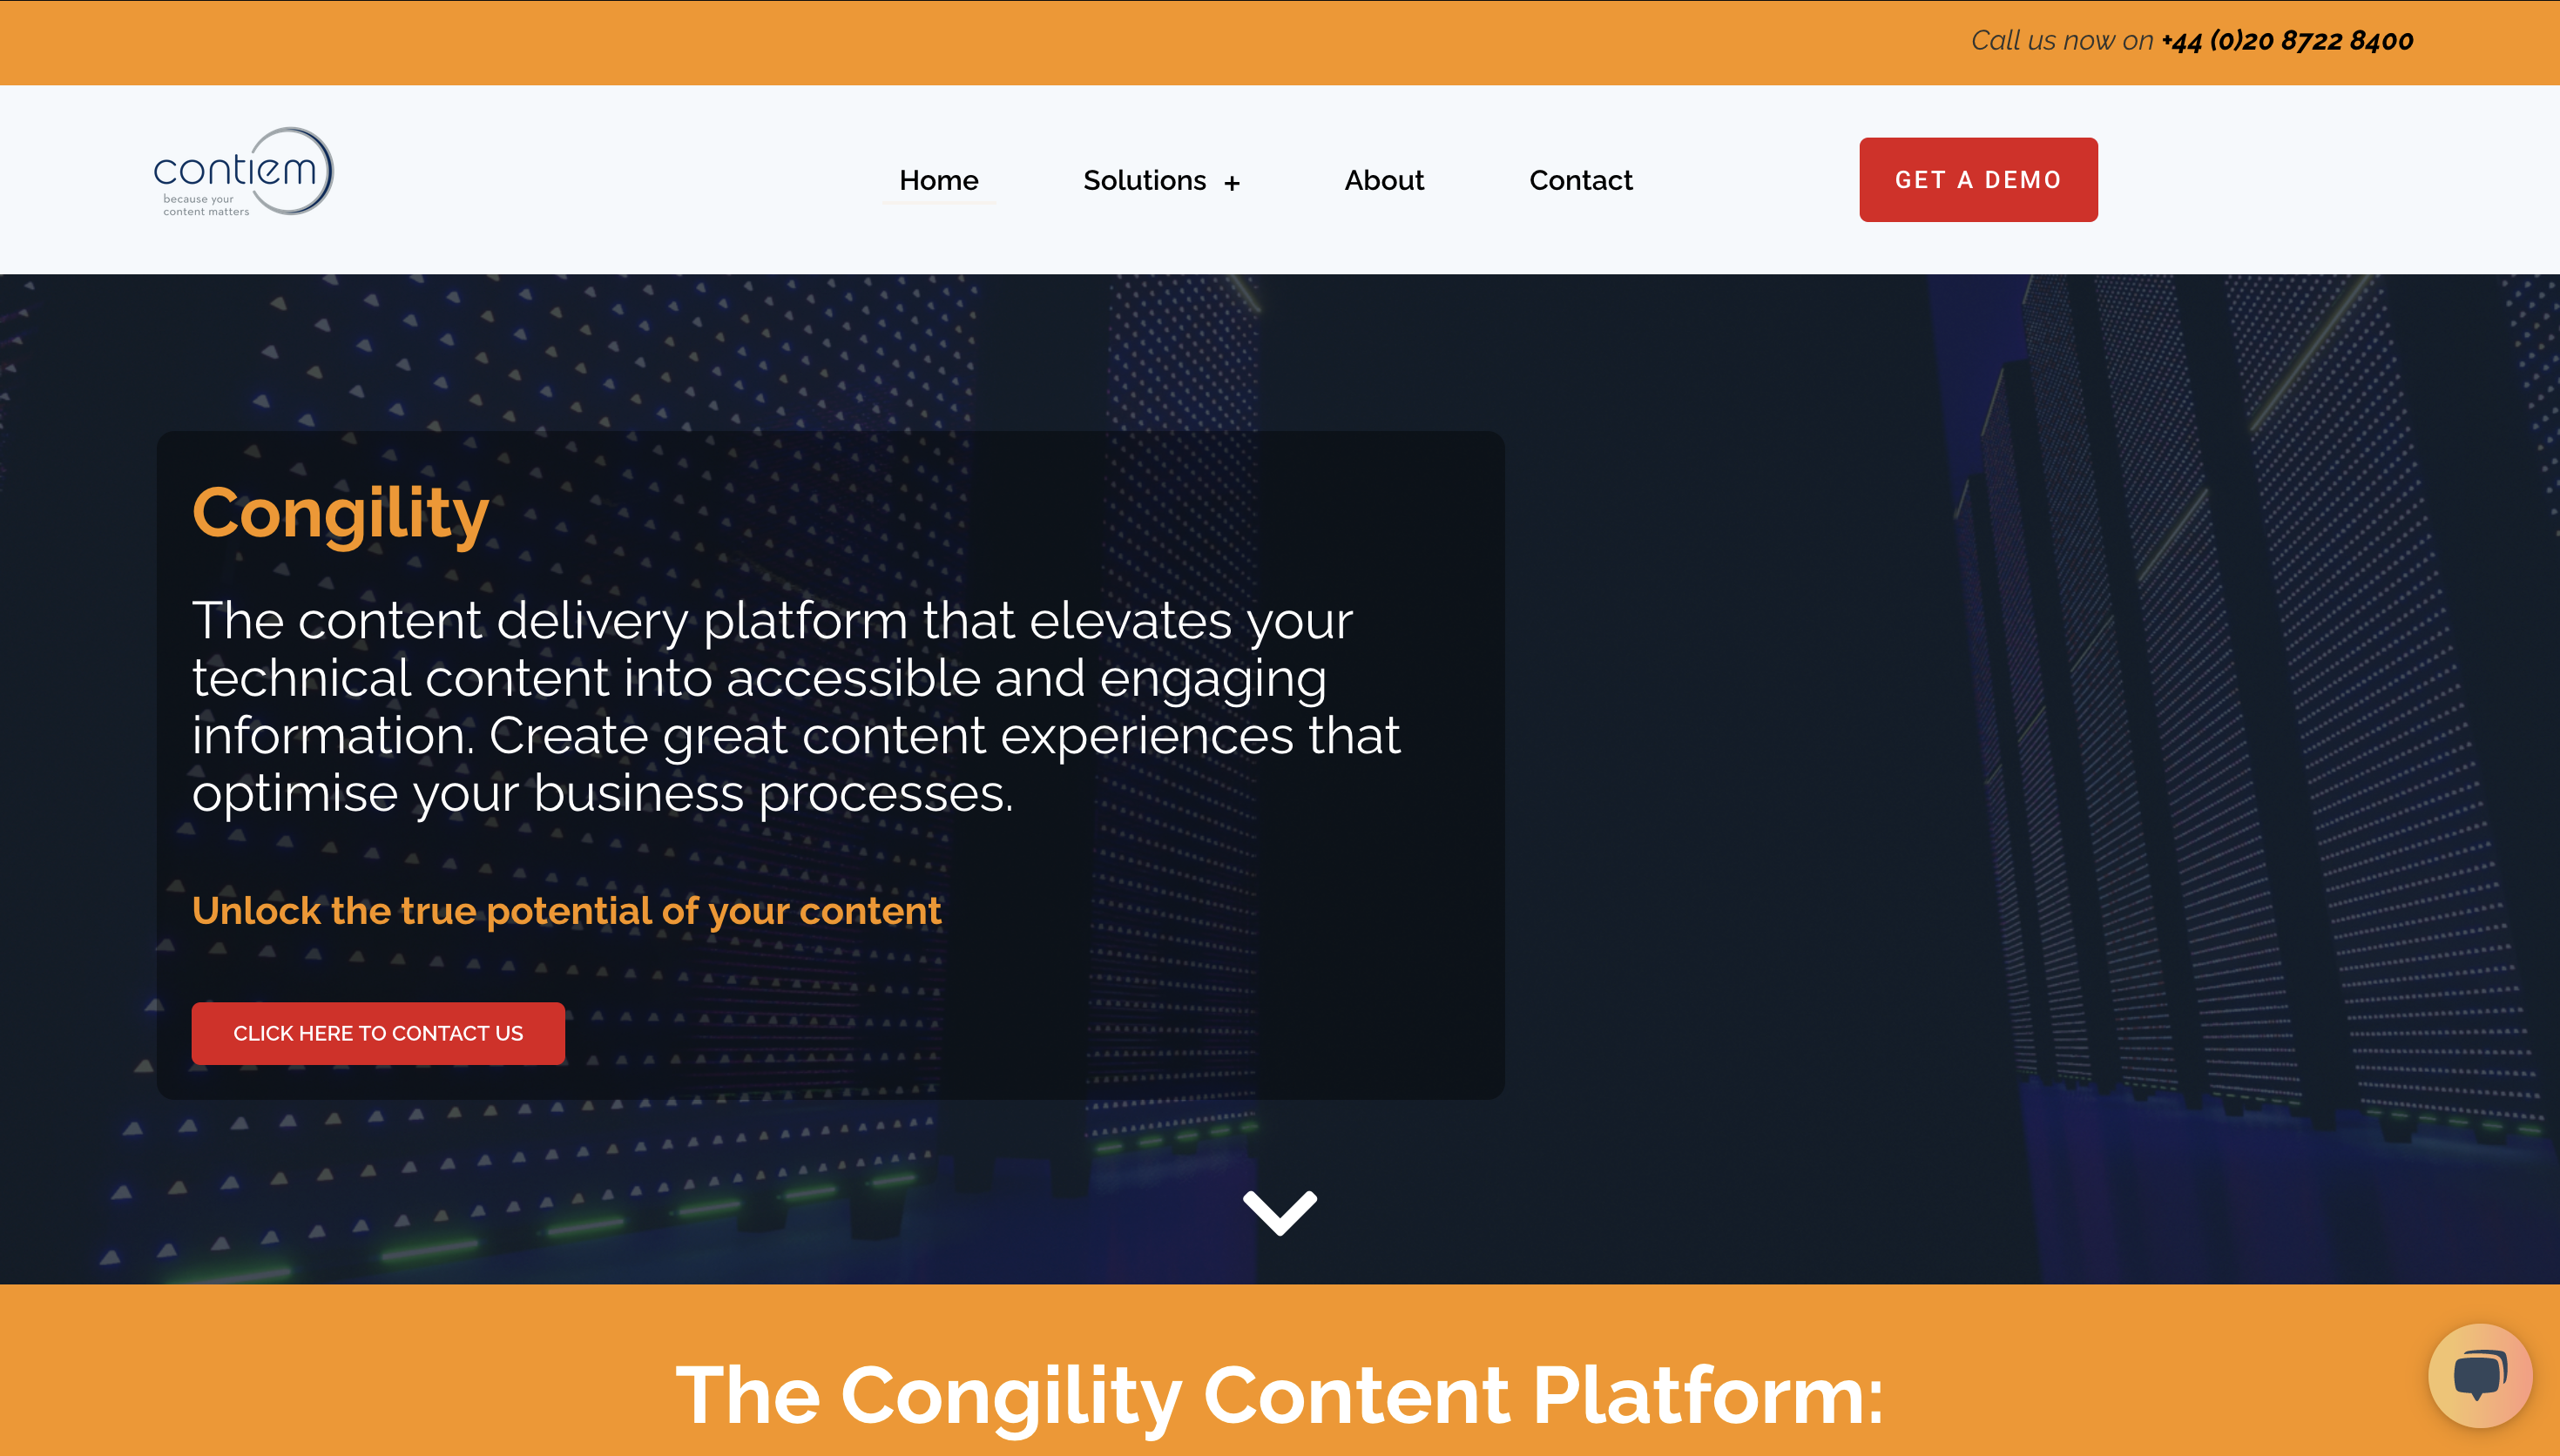 Call us now on +44 (0)20 8722 8400
contiem
because your
content matters
Home
Solutions +
About
Contact
GET A DEMO
Congility
The content delivery platform that elevates your
technical content into accessible and engaging
information. Create great content experiences that
optimise your business processes.
Unlock the true potential of your content
CLICK HERE TO CONTACT US
The Congility Content Platform: